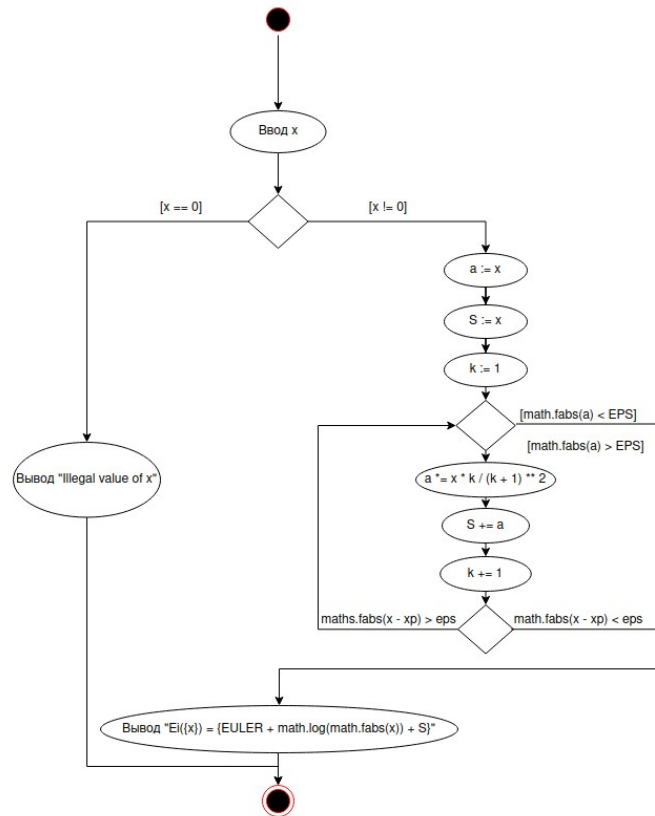 Ввод x
[x == 0]
[x != 0]
a := x
S := x
k := 1
[math.fabs(a) < EPS]
[math.fabs(a) > EPS]
Вывод "Illegal value of x"
a *= x * k / (k + 1) ** 2
S += a
k += 1
maths.fabs(x - xp) > eps
math.fabs(x - xp) < eps
Вывод "Ei({x}) = {EULER + math.log(math.fabs(x)) + S}"